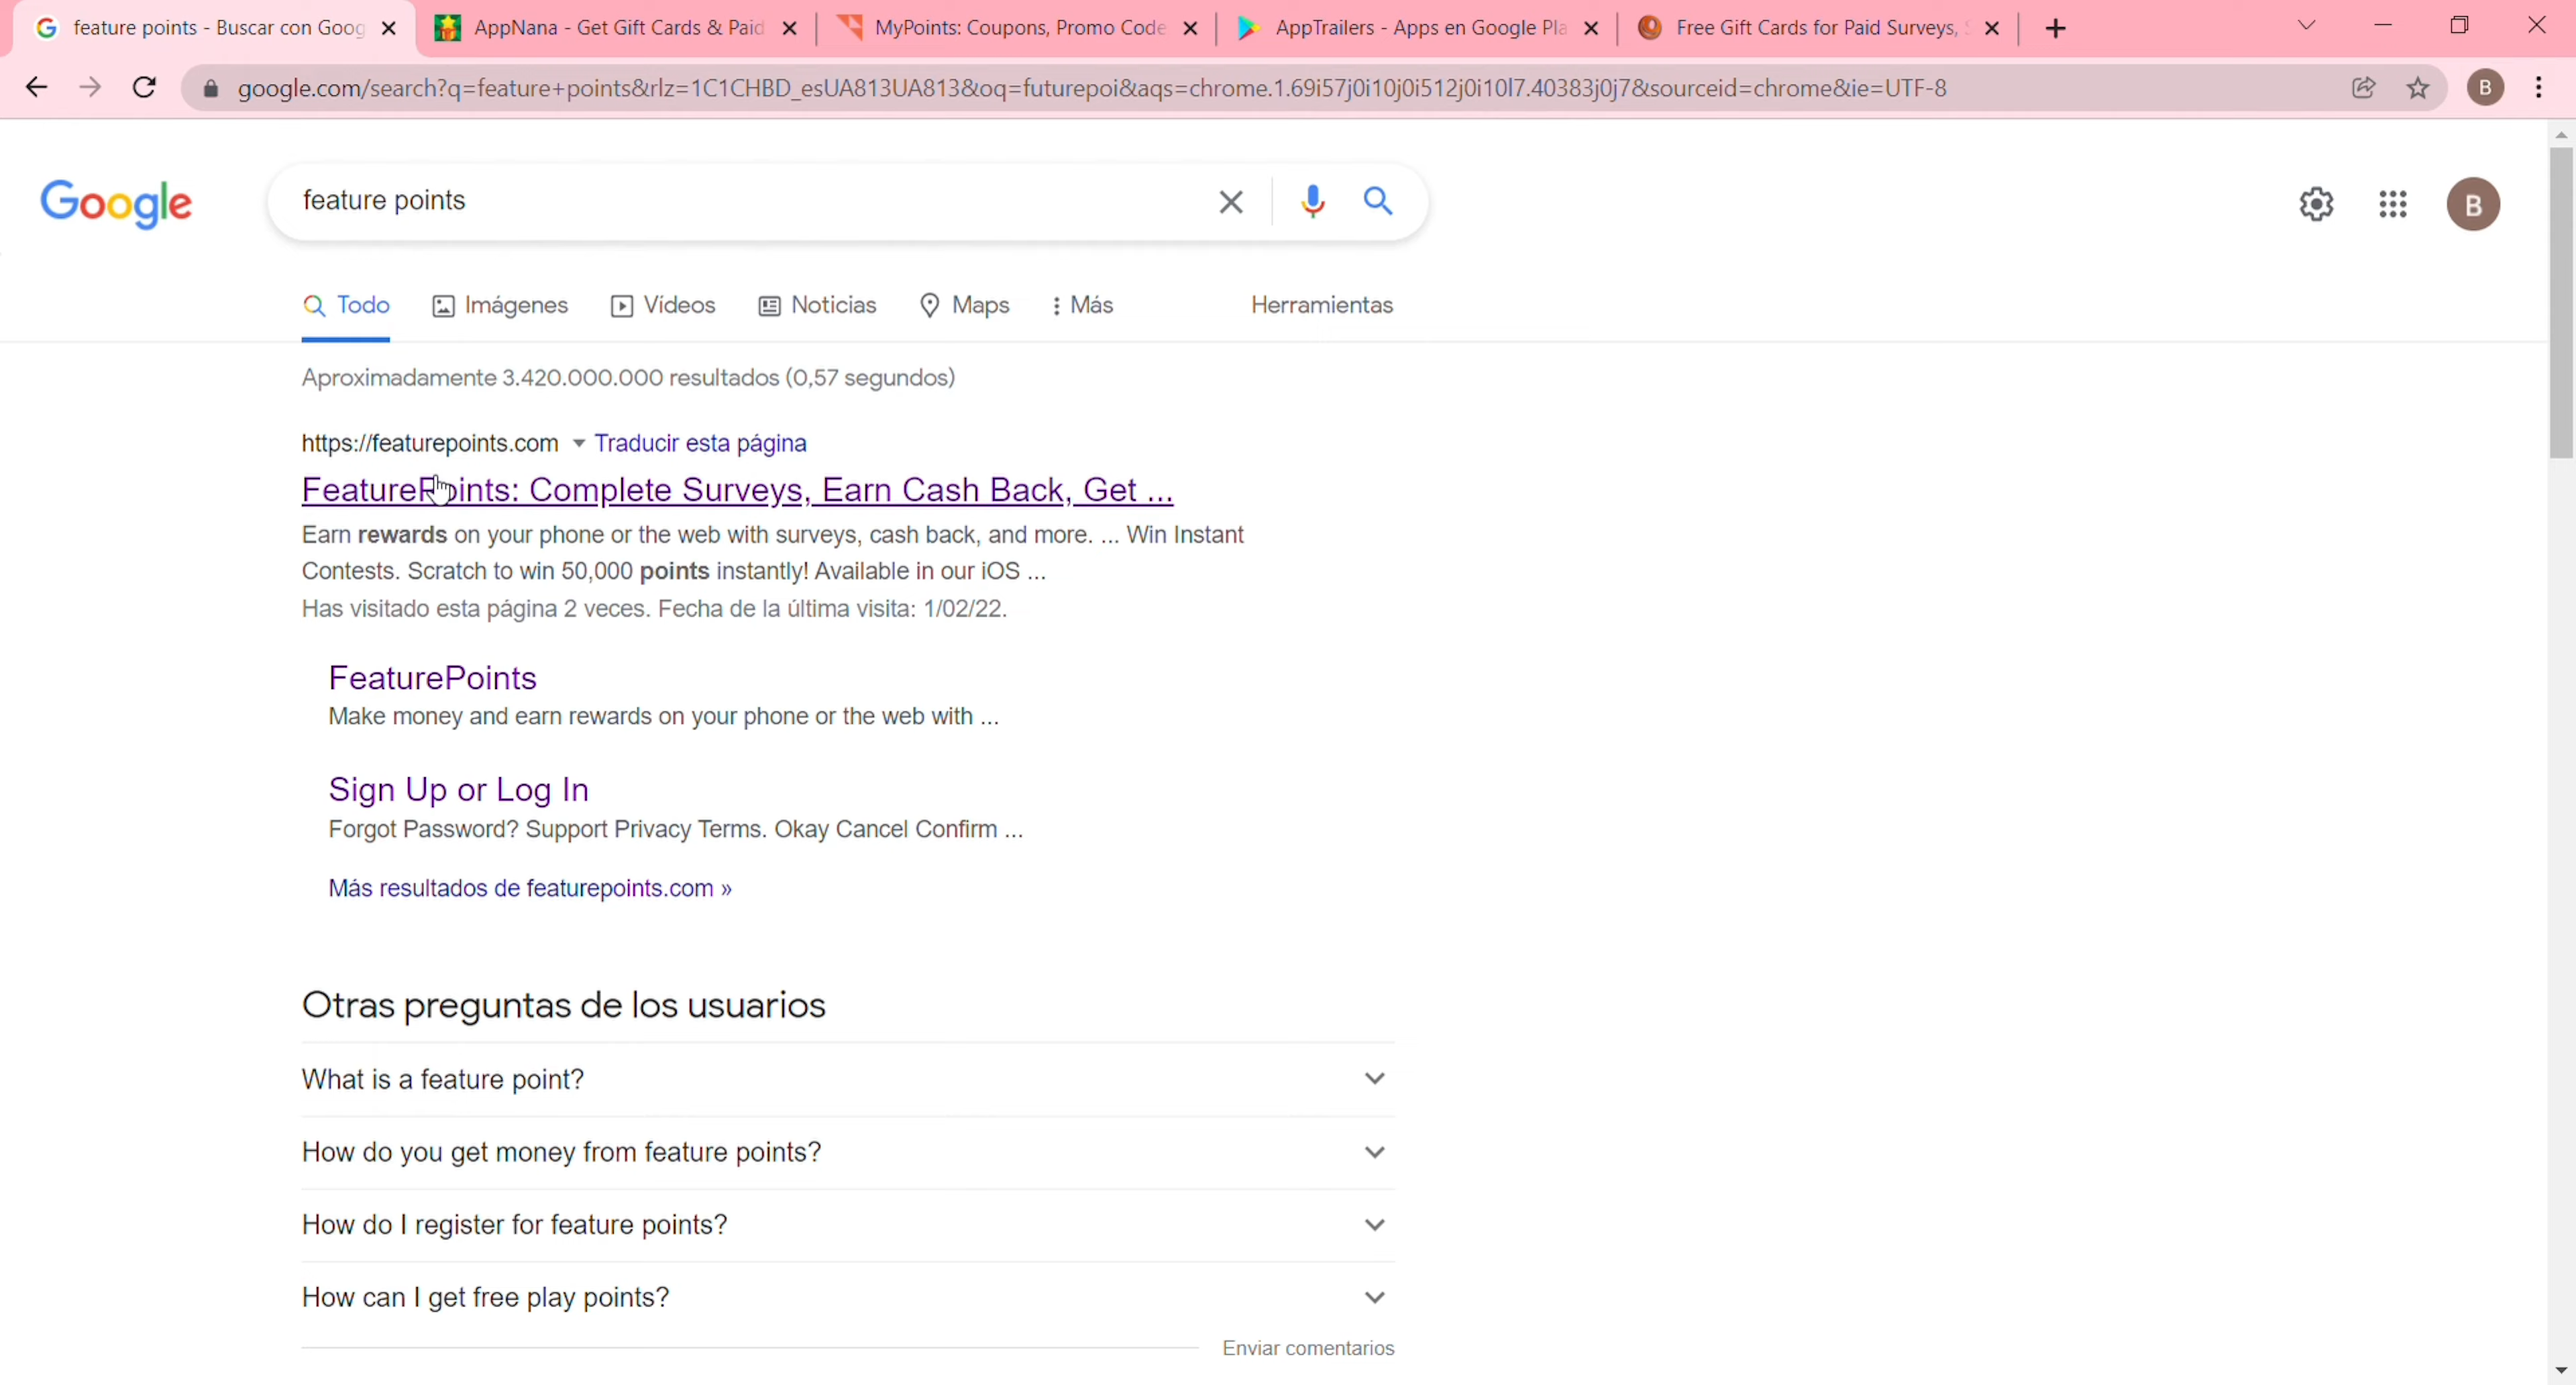 feature points - Buscar con Goog
AppNana - Get Gift Cards & Paid
MyPoints: Coupons, Promo Code
AppTrailers - Apps en Google Pla
Free Gift Cards for Paid Surveys,
google.com/search?q=feature+points&rlz=1C1CHBD_esUA813UA813&oq=futurepoi&aqs=chrome.1.69i57j0i10j0i512j0i10l7.40383j0j7&sourceid=chrome&ie=UTF-8
B
Google
feature points
B
Todo Imágenes Vídeos Noticias Maps Más Herramientas
Aproximadamente 3.420.000.000 resultados (0,57 segundos)
https://featurepoints.com Traducir esta página
FeaturePoints: Complete Surveys, Earn Cash Back, Get ...
Earn rewards on your phone or the web with surveys, cash back, and more. ... Win Instant
Contests. Scratch to win 50,000 points instantly! Available in our iOS ...
Has visitado esta página 2 veces. Fecha de la última visita: 1/02/22.
FeaturePoints
Make money and earn rewards on your phone or the web with ...
Sign Up or Log In
Forgot Password? Support Privacy Terms. Okay Cancel Confirm ...
Más resultados de featurepoints.com »
Otras preguntas de los usuarios
What is a feature point?
How do you get money from feature points?
How do I register for feature points?
How can I get free play points?
Enviar comentarios